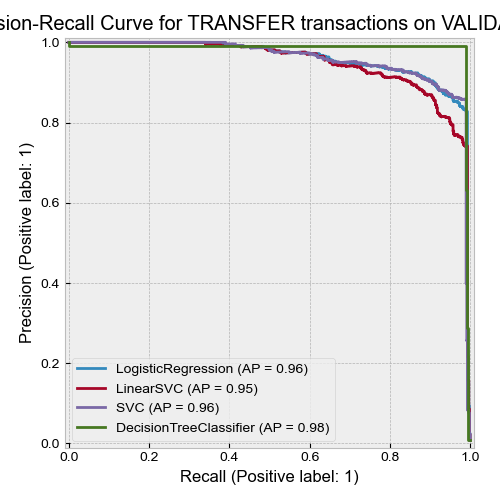 sion-Recall Curve for TRANSFER transactions on VALIDA
1.0
0.8
0.6
0.4
0.2
0.0
Precision (Positive label: 1)
LogisticRegression (AP = 0.96)
LinearSVC (AP = 0.95)
SVC (AP = 0.96)
DecisionTreeClassifier (AP = 0.98)
0.0 0.2 0.4 0.6 0.8 1.0
Recall (Positive label: 1)